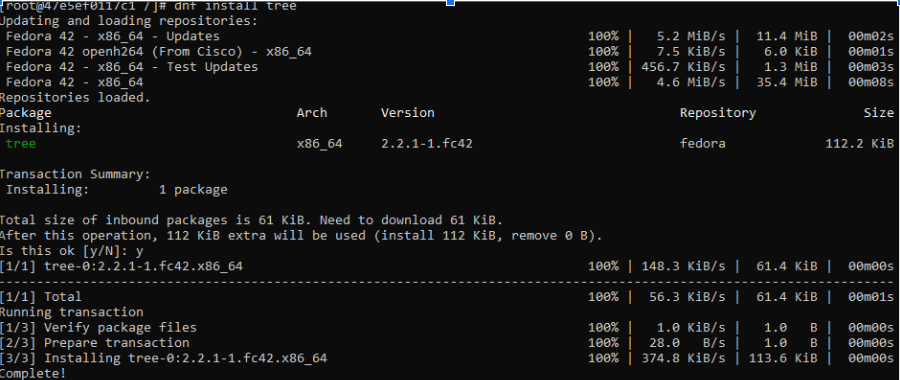 [root@47e5ef0117c1 /]# dnf install tree
Updating and loading repositories:
 Fedora 42 - x86_64 - Updates                                100% |   5.2 MiB/s |  11.4 MiB |  00m02s
 Fedora 42 openh264 (From Cisco) - x86_64                    100% |   7.5 KiB/s |   6.0 KiB |  00m01s
 Fedora 42 - x86_64 - Test Updates                           100% | 456.7 KiB/s |   1.3 MiB |  00m03s
 Fedora 42 - x86_64                                          100% |   4.6 MiB/s |  35.4 MiB |  00m08s
Repositories loaded.
Package                    Arch      Version                 Repository            Size
Installing:
 tree                      x86_64    2.2.1-1.fc42            fedora           112.2 KiB
Transaction Summary:
 Installing:         1 package
Total size of inbound packages is 61 KiB. Need to download 61 KiB.
After this operation, 112 KiB extra will be used (install 112 KiB, remove 0 B).
Is this ok [y/N]: y
[1/1] tree-0:2.2.1-1.fc42.x86_64                             100% | 148.3 KiB/s |  61.4 KiB |  00m00s
--------------------------------------------------------------------------------
[1/1] Total                                                  100% |  56.3 KiB/s |  61.4 KiB |  00m01s
Running transaction
[1/3] Verify package files                                   100% |   1.0 KiB/s |   1.0   B |  00m00s
[2/3] Prepare transaction                                    100% |  28.0   B/s |   1.0   B |  00m00s
[3/3] Installing tree-0:2.2.1-1.fc42.x86_64                  100% | 374.8 KiB/s | 113.6 KiB |  00m00s
Complete!